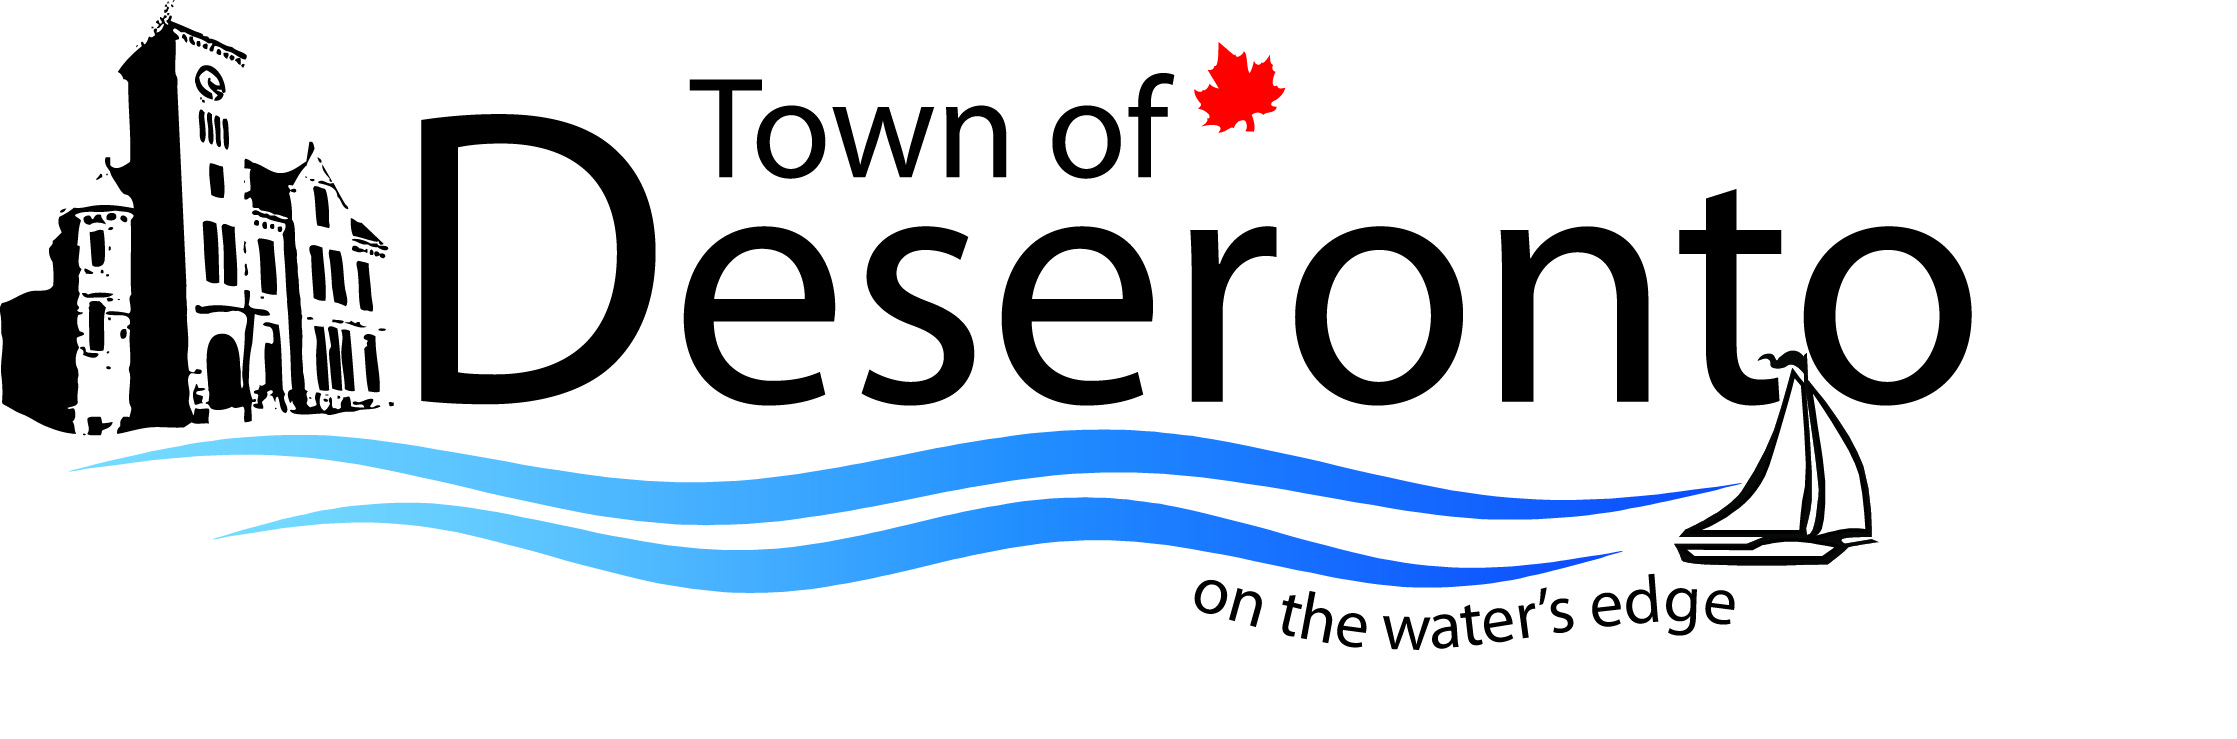 Town of
Deseronto
on the water's edge